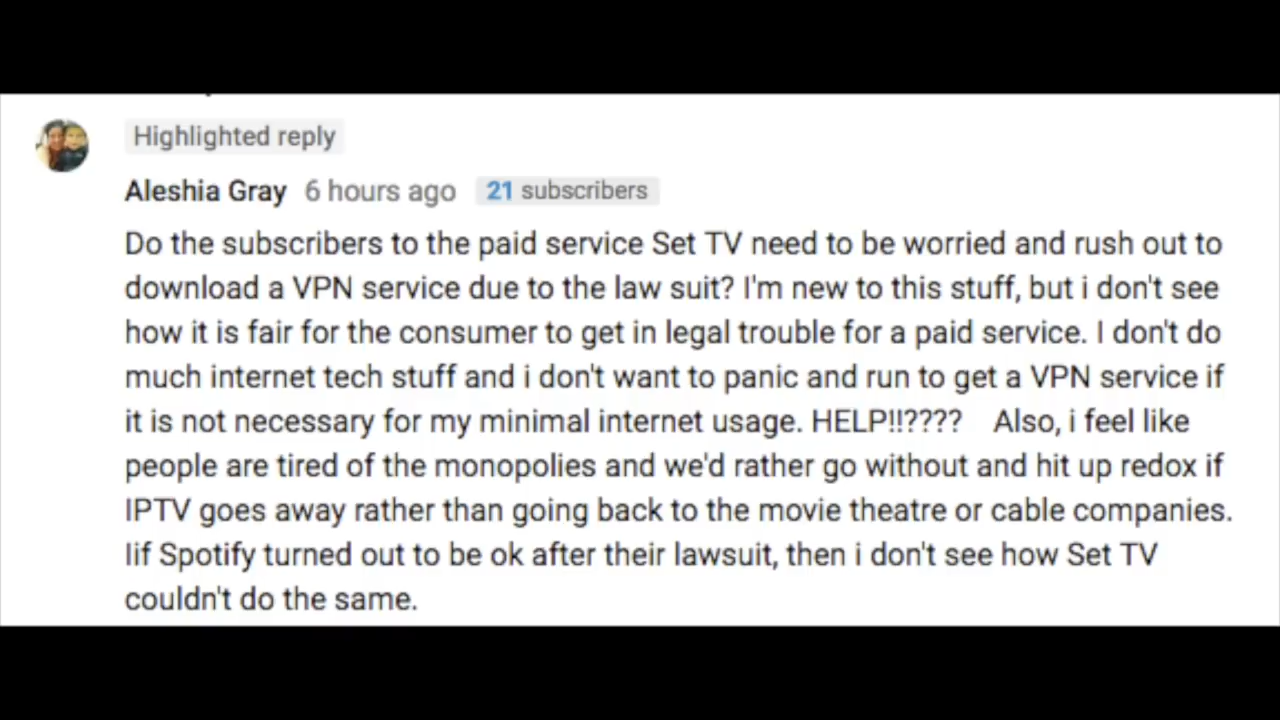 Highlighted reply
Aleshia Gray 6 hours ago 21 subscribers
Do the subscribers to the paid service Set TV need to be worried and rush out to
download a VPN service due to the law suit? I'm new to this stuff, but i don't see
how it is fair for the consumer to get in legal trouble for a paid service. I don't do
much internet tech stuff and i don't want to panic and run to get a VPN service if
it is not necessary for my minimal internet usage. HELP!!???? Also, i feel like
people are tired of the monopolies and we'd rather go without and hit up redox if
IPTV goes away rather than going back to the movie theatre or cable companies.
Iif Spotify turned out to be ok after their lawsuit, then i don't see how Set TV
couldn't do the same.